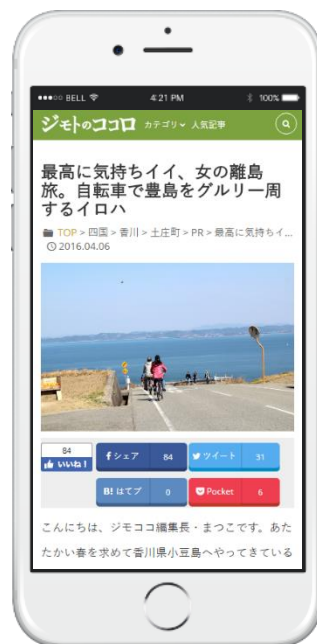 ●●●○○ BELL 4:21 PM 100%
ジモトのココロ カテゴリ 人気記事
最高に気持ちイイ、女の離島
旅。自転車で豊島をグルリ一周
するイロハ
TOP > 四国 > 香川 > 土庄町 > PR > 最高に気持ちイ...
2016.04.06
84
いいね!
シェア 84
ツイート 31
B! はてブ 0
Pocket 6
こんにちは、ジモココ編集長・まつこです。あた
たかい春を求めて香川県小豆島へやってきている